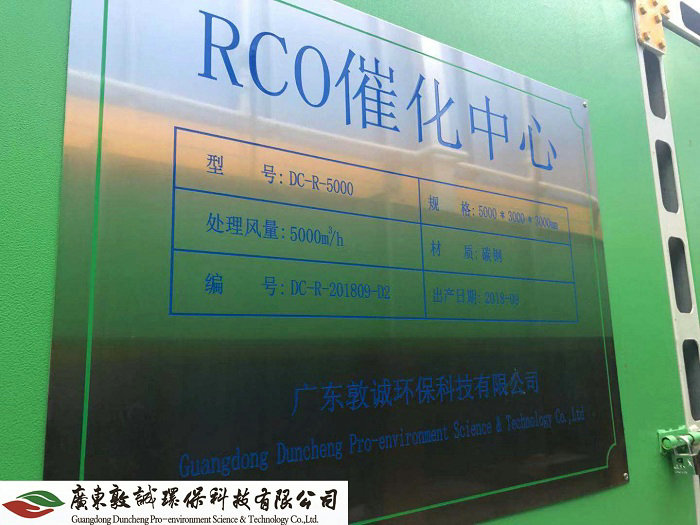 RCO催化中心
型 号: DC-R-5000
规 格: 5000 * 3000 * 3000mm
处理风量: 5000m³/h
材 质: 碳钢
编 号: DC-R-201809-D2
出产日期: 2018-09
广东敦诚环保科技有限公司
Guangdong Duncheng Pro-environment Science & Technology Co.,Ltd
廣東敦誠環保科技有限公司
Guangdong Duncheng Pro-environment Science & Technology Co.,Ltd.